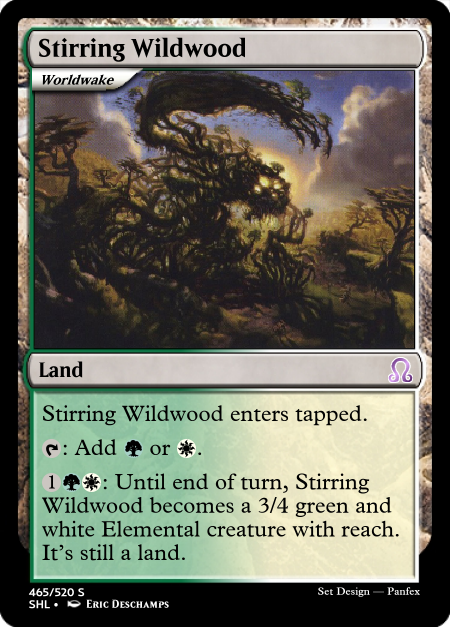 Stirring Wildwood
Worldwake
Land
Stirring Wildwood enters tapped.
: Add or .
1: Until end of turn, Stirring
Wildwood becomes a 3/4 green and
white Elemental creature with reach.
It's still a land.
465/520 S
Set Design — Panfex
SHL • Eric Deschamps